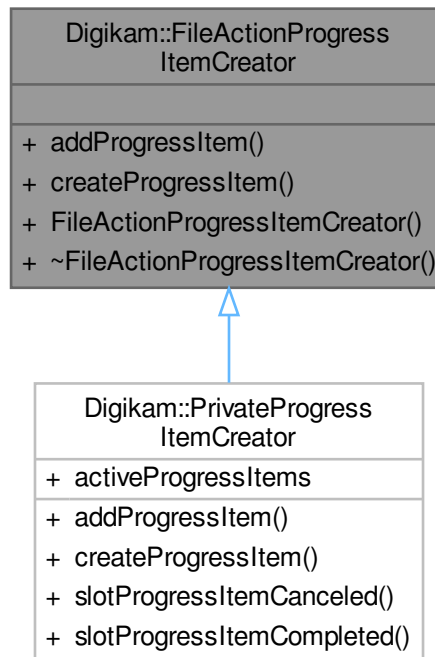 Digikam::FileActionProgress
ItemCreator
+ addProgressItem()
+ createProgressItem()
+ FileActionProgressItemCreator()
+ ~FileActionProgressItemCreator()
Digikam::PrivateProgress
ItemCreator
+ activeProgressItems
+ addProgressItem()
+ createProgressItem()
+ slotProgressItemCanceled()
+ slotProgressItemCompleted()